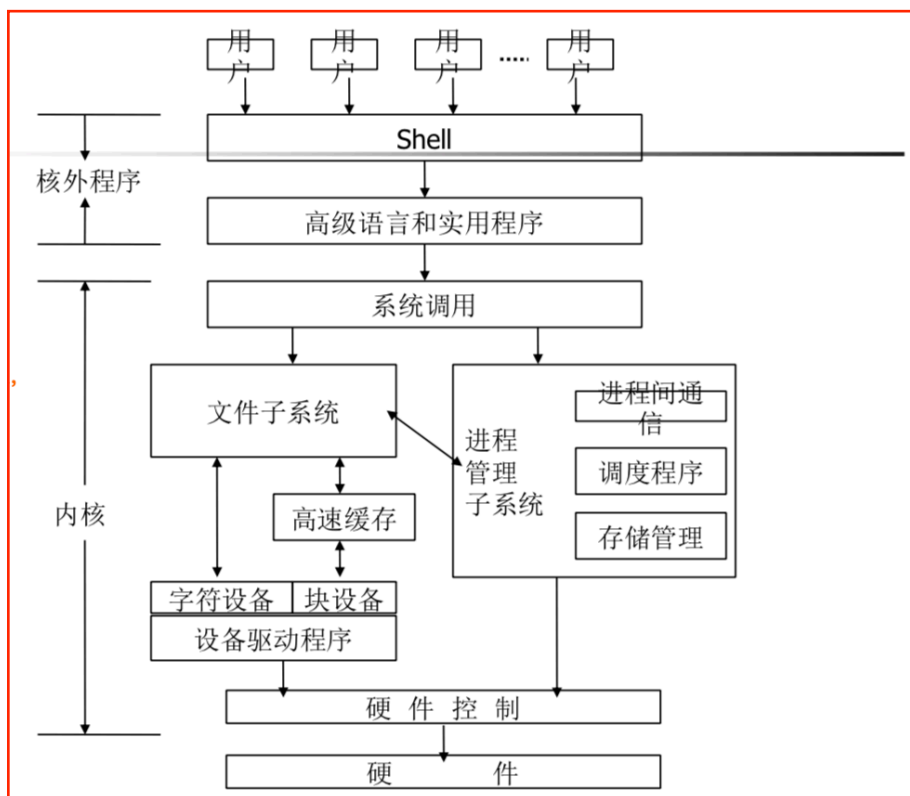 用户 用户 用户 ..... 用户
Shell
核外程序
高级语言和实用程序
系统调用
,
文件子系统
进程
管理
子系统
进程间通
信
调度程序
存储管理
内核
高速缓存
字符设备 块设备
设备驱动程序
硬 件 控 制
硬 件